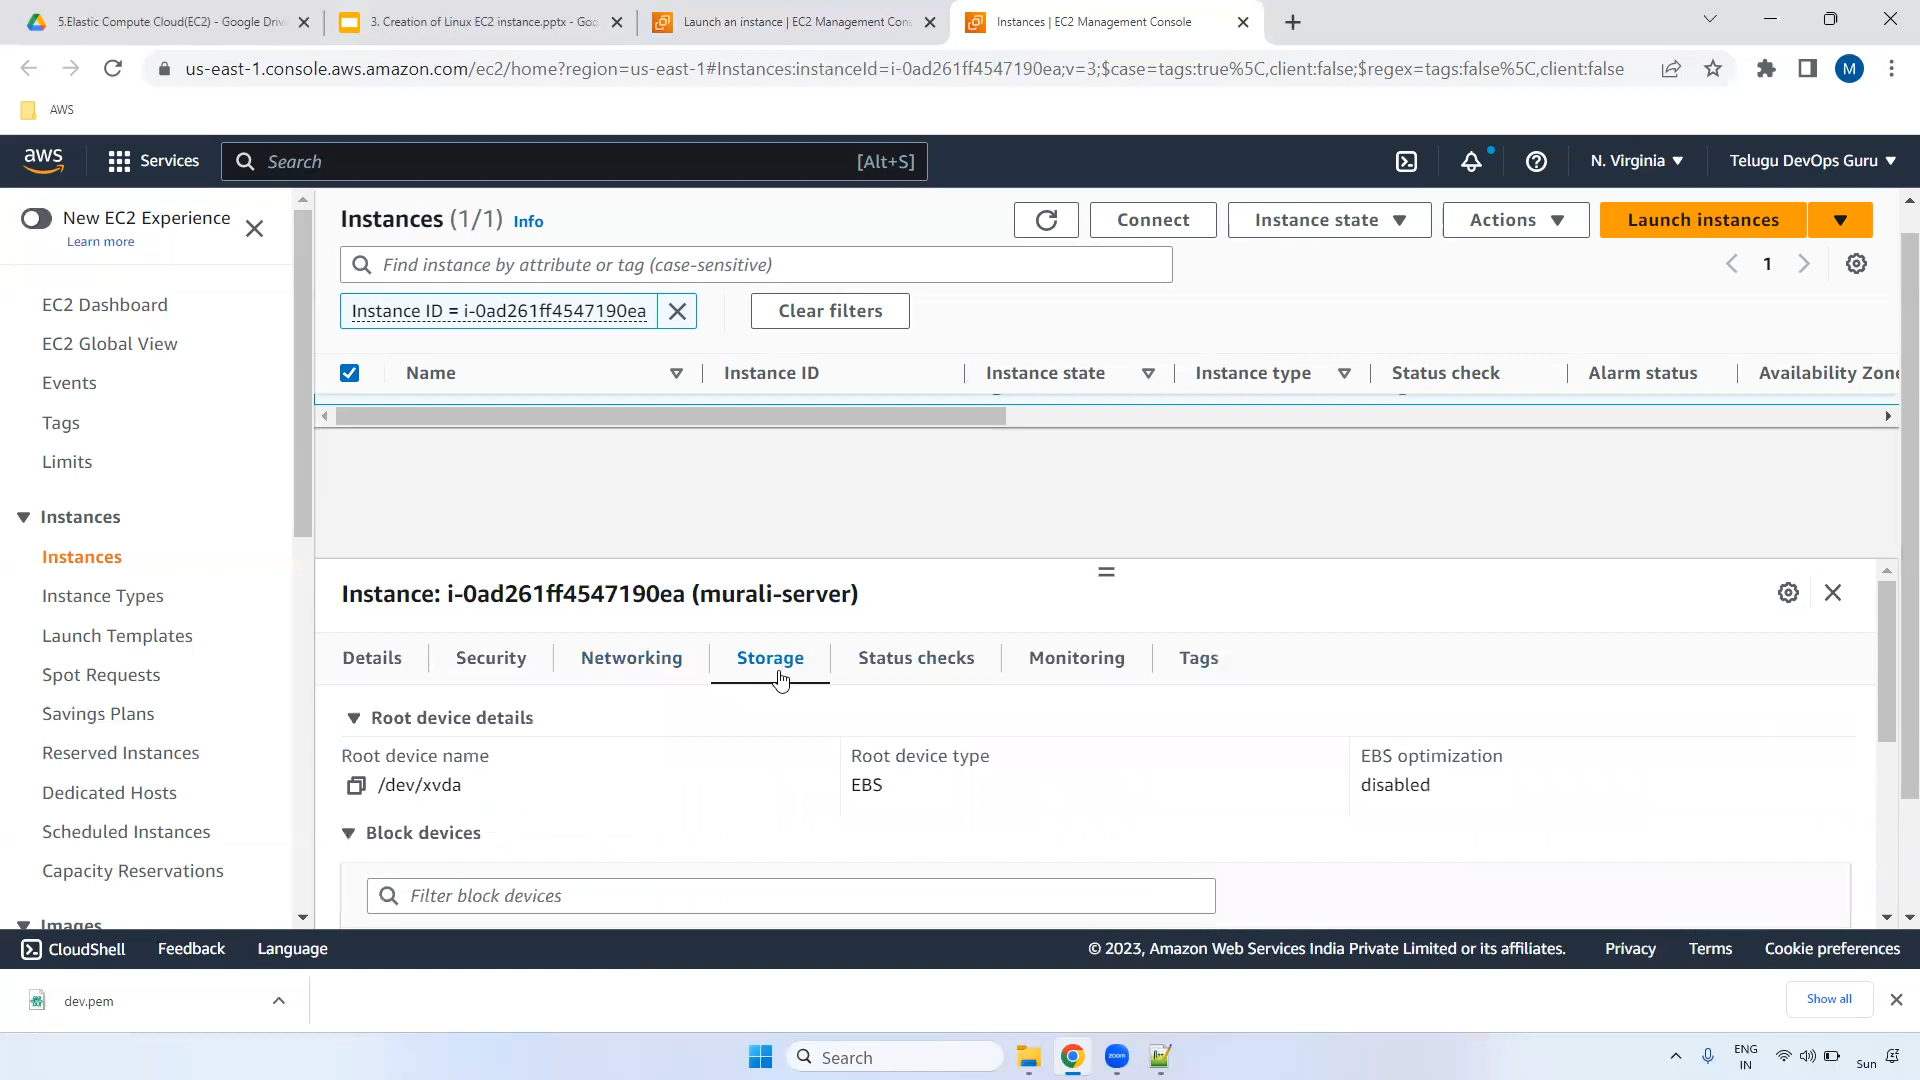 5.Elastic Compute Cloud(EC2) - Google Driv
3. Creation of Linux EC2 instance.pptx - Goo
Launch an instance | EC2 Management Con
Instances | EC2 Management Console
us-east-1.console.aws.amazon.com/ec2/home?region=us-east-1#Instances:instanceId=i-0ad261ff4547190ea;v=3;$case=tags:true%5C,client:false;$regex=tags:false%5C,client:false
M
AWS
aws
Services
Search
[Alt+S]
N. Virginia
Telugu DevOps Guru
New EC2 Experience
Learn more
EC2 Dashboard
EC2 Global View
Events
Tags
Limits
Instances
Instances
Instance Types
Launch Templates
Spot Requests
Savings Plans
Reserved Instances
Dedicated Hosts
Scheduled Instances
Capacity Reservations
Images
Instances (1/1) Info
Connect
Instance state
Actions
Launch instances
Find instance by attribute or tag (case-sensitive)
1
Instance ID = i-0ad261ff4547190ea
Clear filters
Name
Instance ID
Instance state
Instance type
Status check
Alarm status
Availability Zone
Instance: i-0ad261ff4547190ea (murali-server)
Details
Security
Networking
Storage
Status checks
Monitoring
Tags
Root device details
Root device name
/dev/xvda
Root device type
EBS
EBS optimization
disabled
Block devices
Filter block devices
CloudShell
Feedback
Language
© 2023, Amazon Web Services India Private Limited or its affiliates.
Privacy
Terms
Cookie preferences
dev.pem
Show all
Search
zoom
ENG
IN
Sun